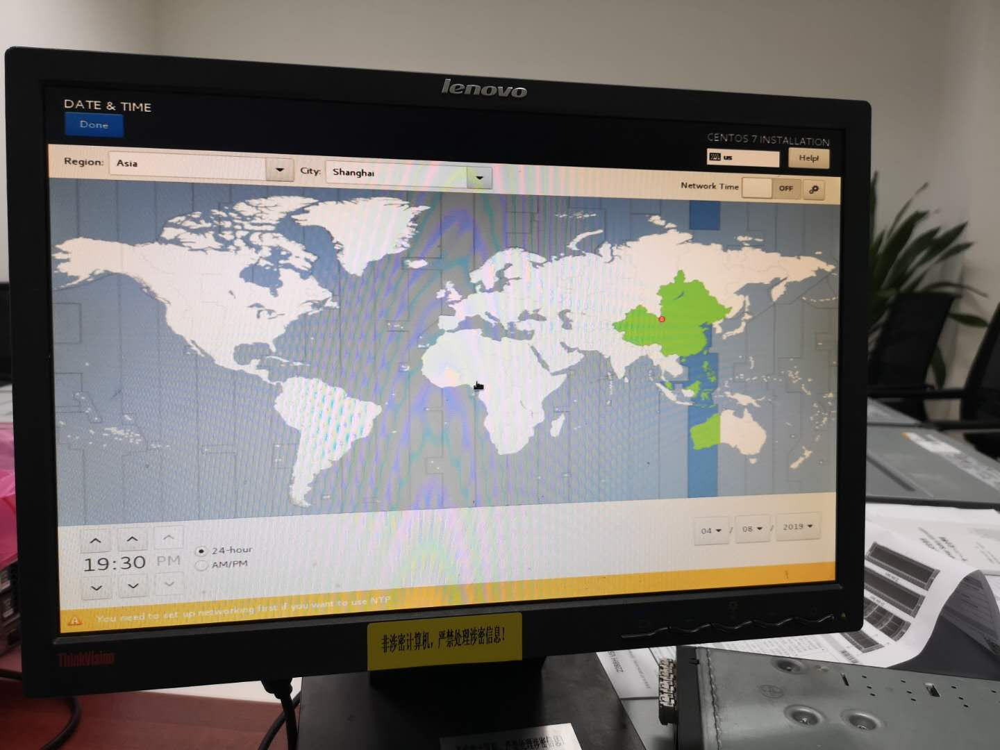 lenovo
DATE & TIME
Done
CENTOS 7 INSTALLATION
us
Help!
Region:
Asia
City:
Shanghai
Network Time
OFF
19:30 PM
24-hour
AM/PM
04 / 08 / 2019
You need to set up networking first if you want to use NTP
ThinkVision
非涉密计算机，严禁处理涉密信息！